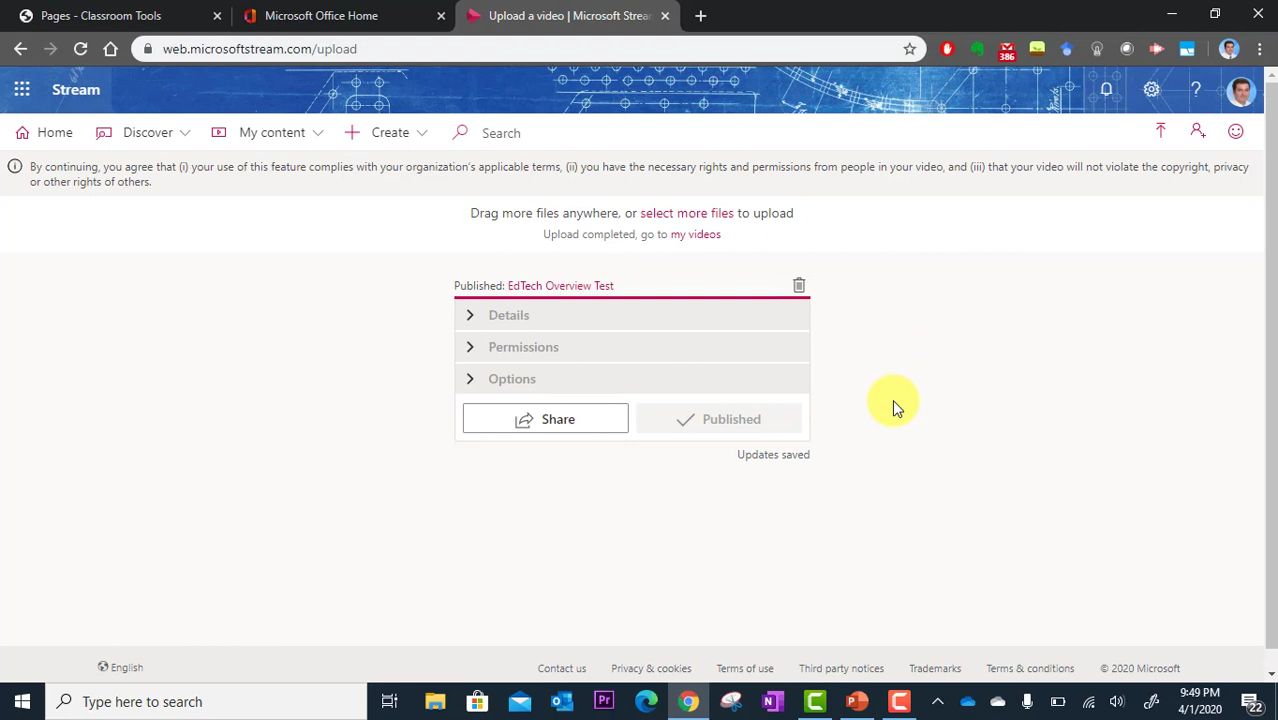 Pages - Classroom Tools
Microsoft Office Home
Upload a video | Microsoft Strea
web.microsoftstream.com/upload
386
Stream
Home
Discover
My content
Create
Search
By continuing, you agree that (i) your use of this feature complies with your organization's applicable terms, (ii) you have the necessary rights and permissions from people in your video, and (iii) that your video will not violate the copyright, privacy
or other rights of others.
Drag more files anywhere, or select more files to upload
Upload completed, go to my videos
Published: EdTech Overview Test
Details
Permissions
Options
Share
Published
Updates saved
English
Contact us
Privacy & cookies
Terms of use
Third party notices
Trademarks
Terms & conditions
© 2020 Microsoft
Type here to search
Pr
9:49 PM
4/1/2020
22